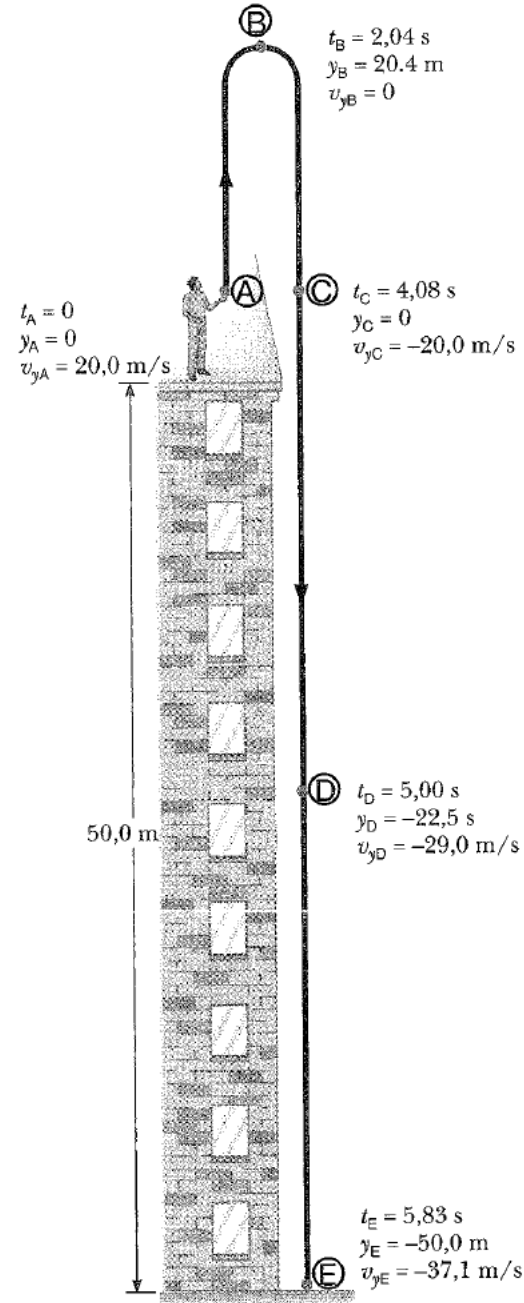 B
t_B = 2,04 s
y_B = 20.4 m
v_yB = 0
A
C
t_A = 0
y_A = 0
v_yA = 20,0 m/s
t_C = 4,08 s
y_C = 0
v_yC = −20,0 m/s
50,0 m
D
t_D = 5,00 s
y_D = −22,5 s
v_yD = −29,0 m/s
E
t_E = 5,83 s
y_E = −50,0 m
v_yE = −37,1 m/s